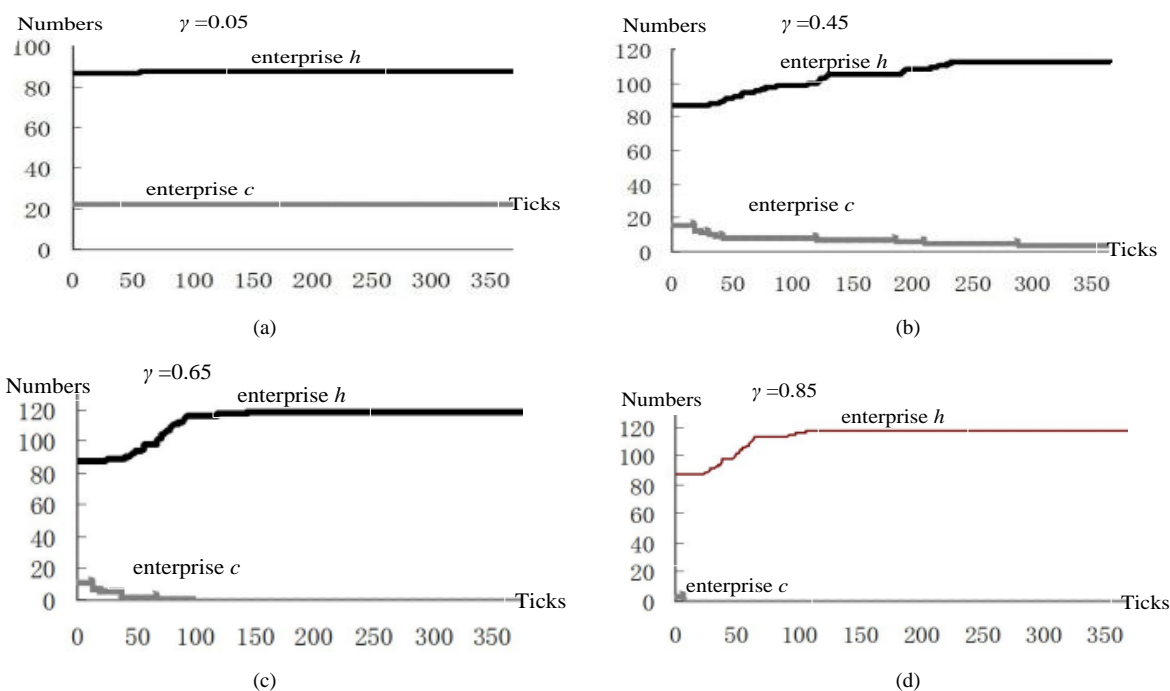 Numbers γ =0.05
100
enterprise h
80
60
40
enterprise c
20
Ticks
0
0 50 100 150 200 250 300 350
(a)
Numbers γ =0.45
120
enterprise h
100
80
60
40
enterprise c
20
Ticks
0
0 50 100 150 200 250 300 350
(b)
Numbers γ =0.65
120
enterprise h
100
80
60
40
20
enterprise c
0
Ticks
0 50 100 150 200 250 300 350
(c)
Numbers γ =0.85
120
enterprise h
100
80
60
40
20
enterprise c
0
Ticks
0 50 100 150 200 250 300 350
(d)